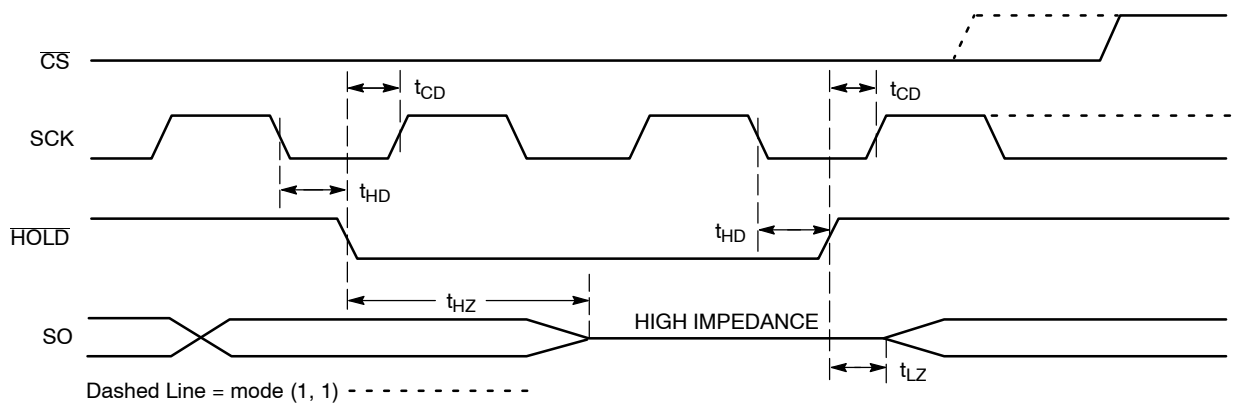 CS
tCD
tCD
SCK
tHD
HOLD
tHD
tHZ
SO
HIGH IMPEDANCE
tLZ
Dashed Line = mode (1, 1)